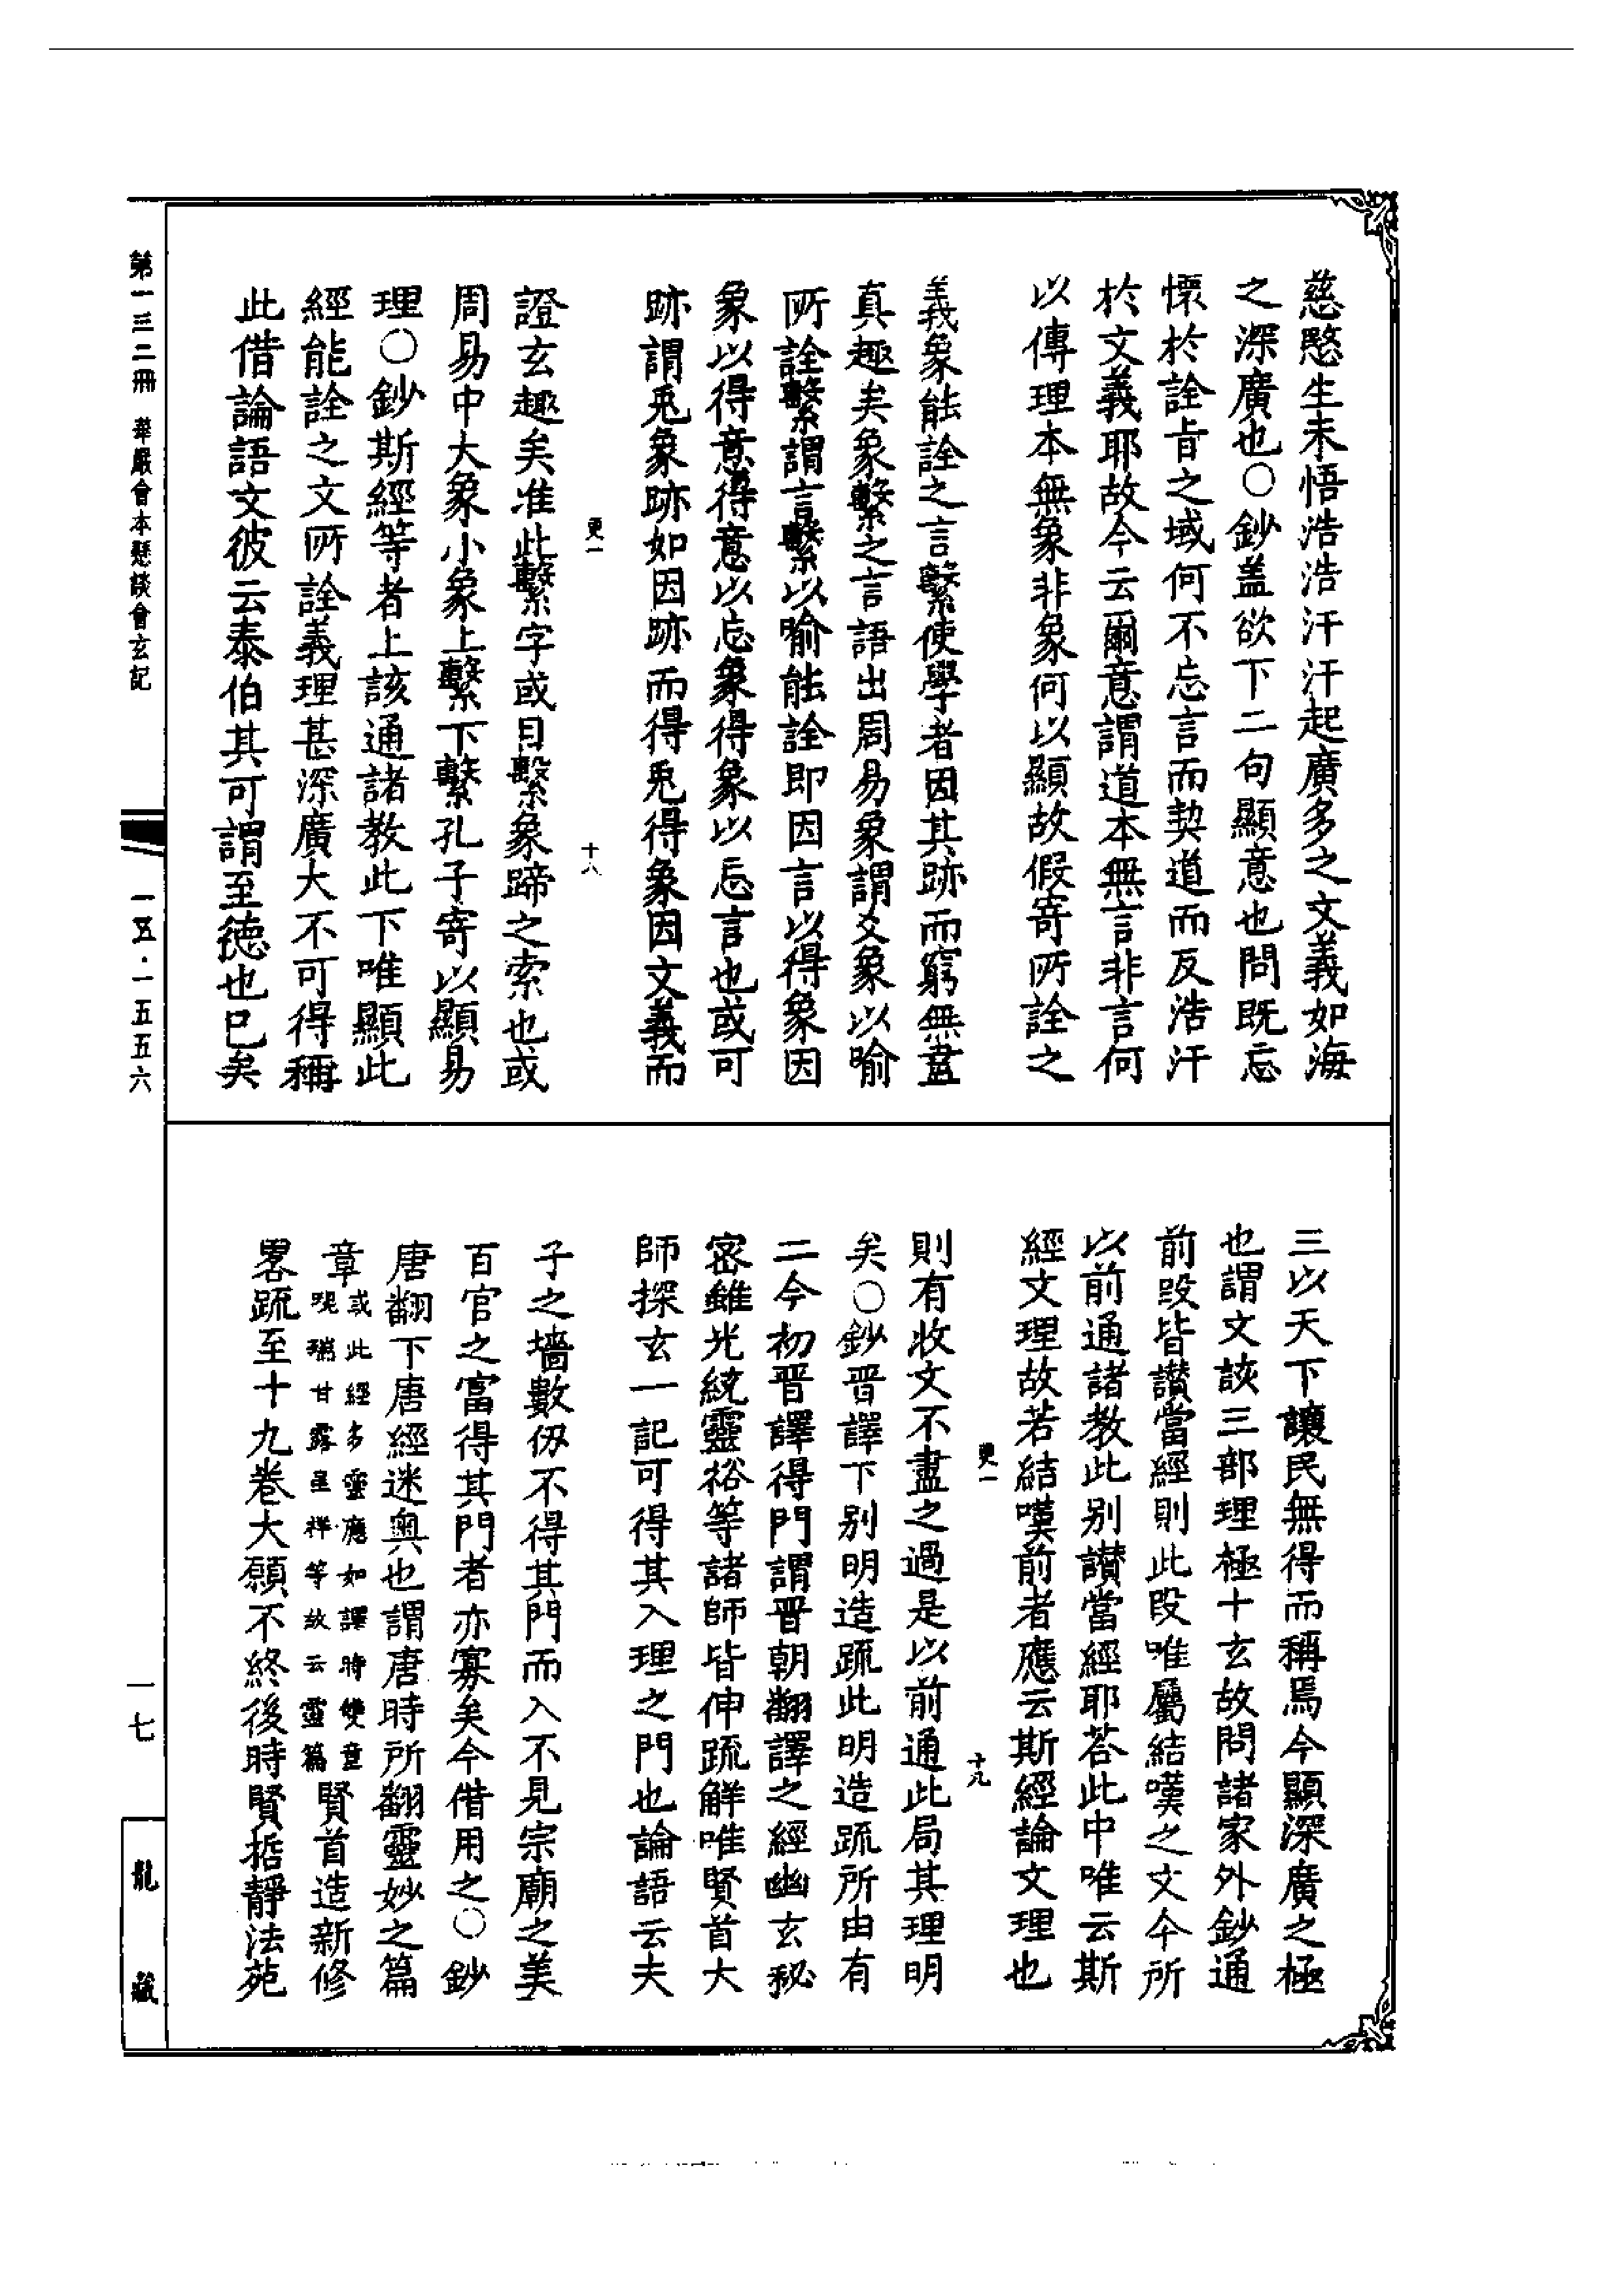 慈愍生未悟浩浩汗汗起廣多之文義如海
之深廣也○鈔盖欲下二句顯意也問既忘
懷於詮旨之域何不忘言而契道而反浩汗
於文義耶故今云爾意謂道本無言非言何
以傳理本無象非象何以顯故假寄所詮之
義象能詮之言繫使學者因其跡而窮無盡
真趣矣象繫之言語出周易象謂爻象以喻
所詮繫謂言繫以喻能詮即因言以得象因
象以得意得意以忘象得象以忘言也或可
跡謂兎象跡如因跡而得兎得象因文義而
更一
十八
證玄趣矣准此繫字或目繫象蹄之索也或
周易中大象小象上繫下繫孔子寄以顯易
理○鈔斯經等者上該通諸教此下唯顯此
經能詮之文所詮義理甚深廣大不可得稱
此借論語文彼云泰伯其可謂至德也已矣
三以天下讓民無得而稱焉今顯深廣之極
也謂文該三部理極十玄故問諸家外鈔通
前段皆讃當經則此段唯屬結嘆之文今所
以前通諸教此别讃當經耶荅此中唯云斯
經文理故若結嘆前者應云斯經論文理也
更一
十九
則有收文不盡之過是以前通此局其理明
矣○鈔晋譯下别明造疏此明造疏所由有
二今初晋譯得門謂晋朝翻譯之經幽玄秘
密雖光統靈裕等諸師皆伸疏解唯賢首大
師探玄一記可得其入理之門也論語云夫
子之墻數仞不得其門而入不見宗廟之美
百官之富得其門者亦寡矣今借用之○鈔
唐翻下唐經迷奥也謂唐時所翻靈妙之篇
章或此經多靈應如譯時雙童現瑞甘露呈祥等故云靈篇賢首造新修
畧疏至十九巻大願不終後時賢哲靜法苑
第一三二冊 華嚴會本懸談會玄記
一五·一五五六
一七
龍藏